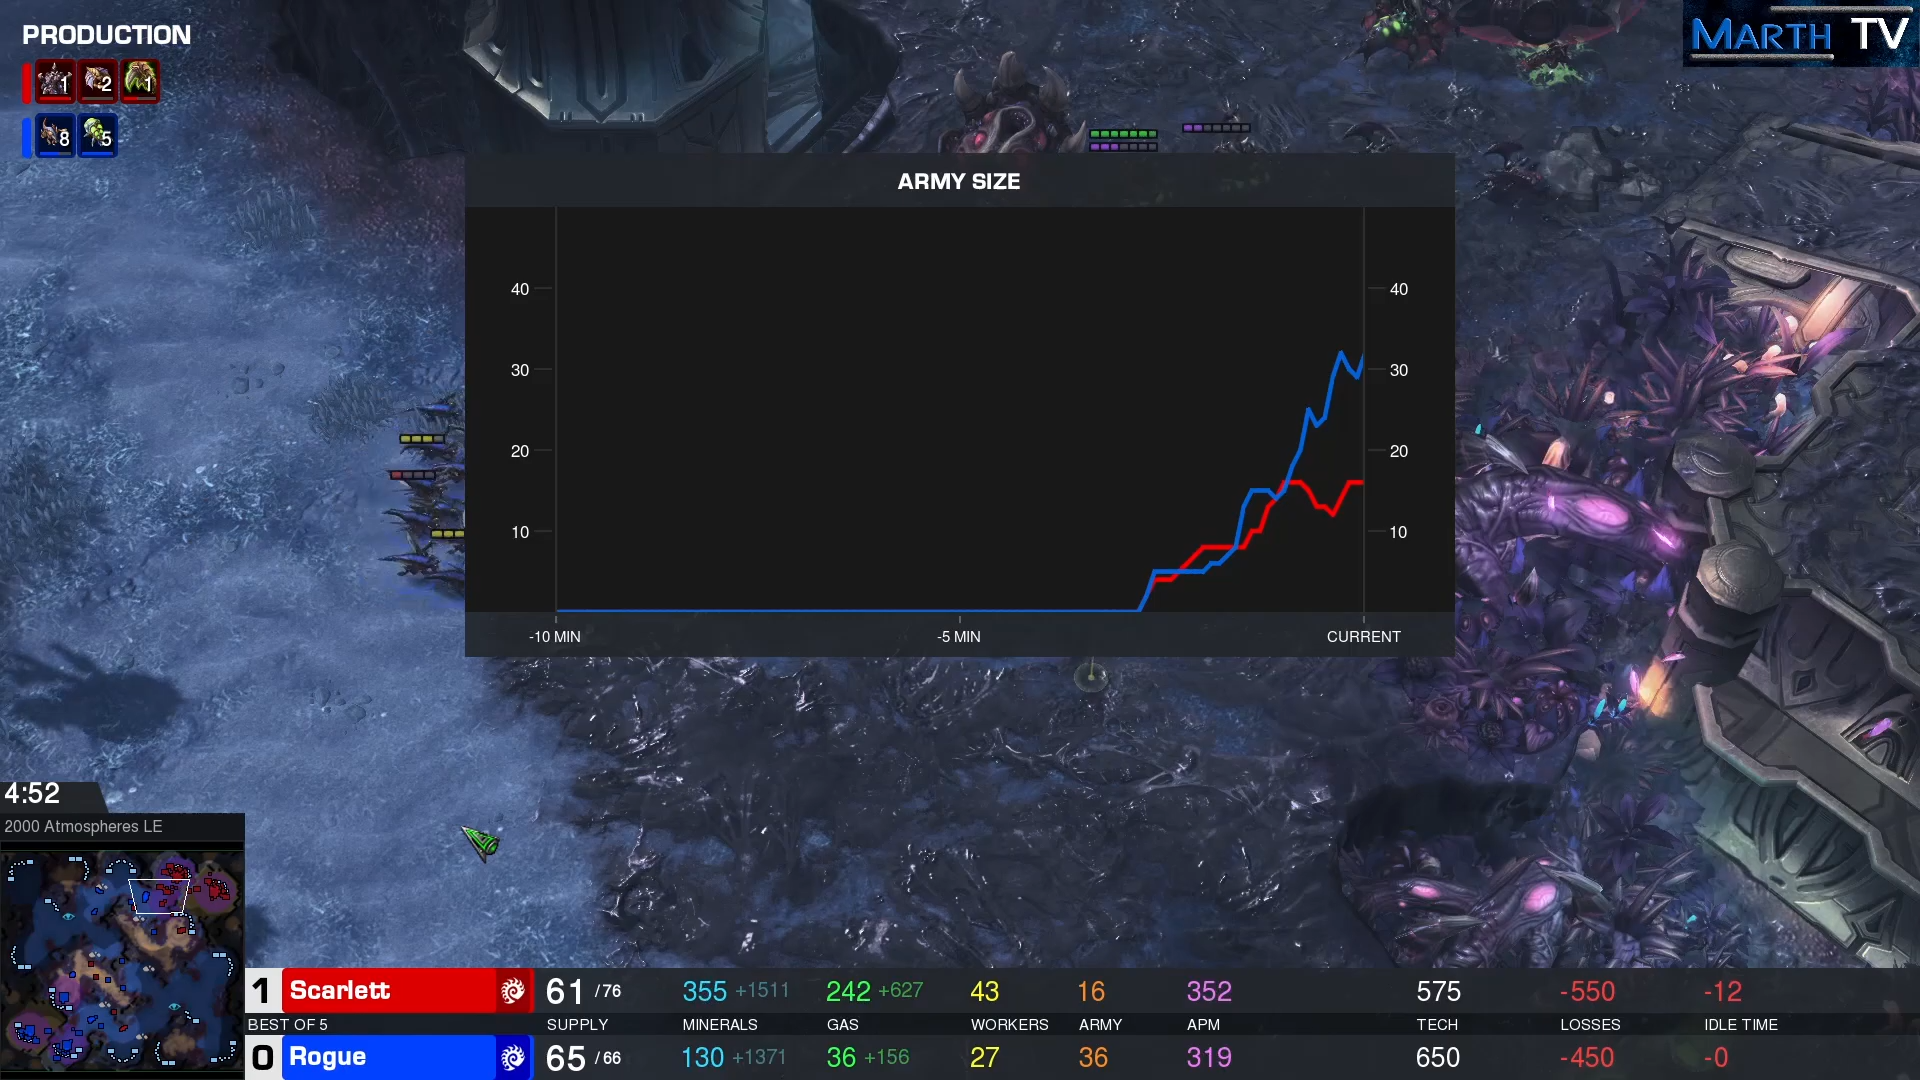 PRODUCTION
1 2 1
8 5
MARTH TV
ARMY SIZE
40 40
30 30
20 20
10 10
-10 MIN -5 MIN CURRENT
4:52
2000 Atmospheres LE
1 Scarlett 61 /76 355 +1511 242 +627 43 16 352 575 -550 -12
BEST OF 5 SUPPLY MINERALS GAS WORKERS ARMY APM TECH LOSSES IDLE TIME
0 Rogue 65 /66 130 +1371 36 +156 27 36 319 650 -450 -0